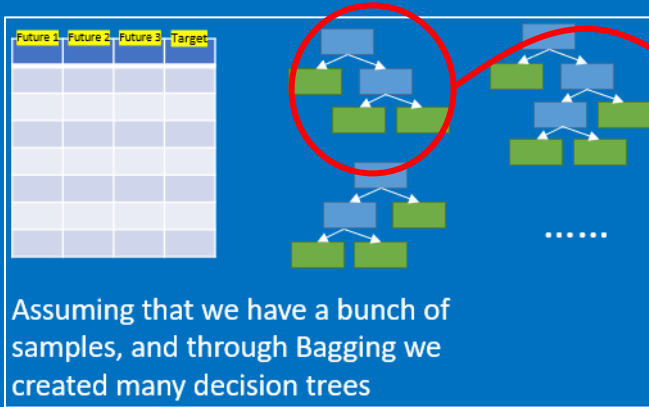 Future 1 Future 2 Future 3 Target
......
Assuming that we have a bunch of
samples, and through Bagging we
created many decision trees